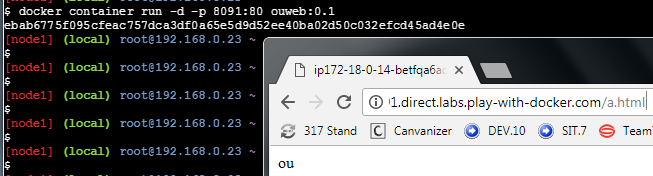 $ docker container run -d -p 8091:80 ouweb:0.1
ebab6775f095cfeac757dca3df0a65e5d9d52ee40ba02d50c032efcd45ad4e0e
[node1] (local) root@192.168.0.23 ~
$
[node1] (local) root@192.168.0.23 ~
$
[node1] (local) root@192.168.0.23 ~
$
[node1] (local) root@192.168.0.23 ~
$
[node1] (local) root@192.168.0.23 ~
$
ip172-18-0-14-betfqa6ad
1.direct.labs.play-with-docker.com/a.html
317 Stand Canvanizer DEV.10 SIT.7 Team
ou